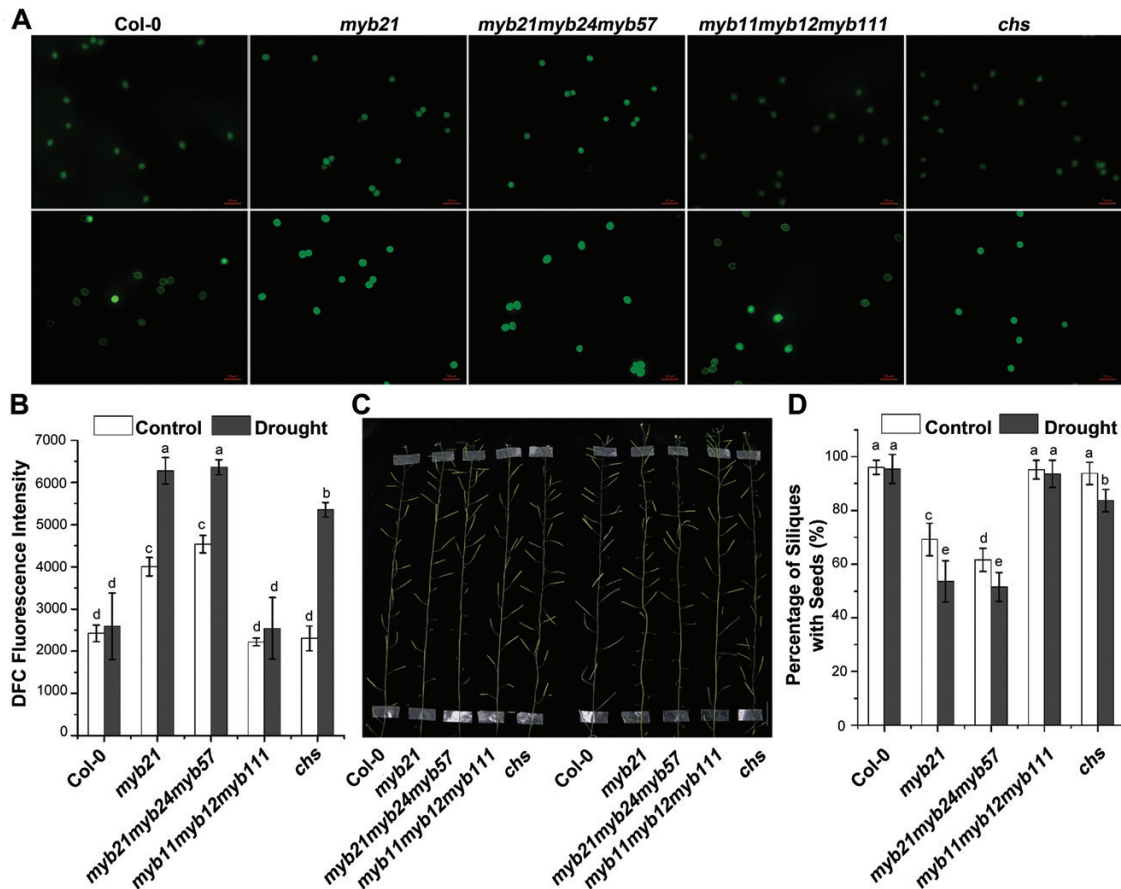 A
Col-0 myb21 myb21myb24myb57 myb11myb12myb111 chs
B
Control Drought
DFC Fluorescence Intensity
7000
6000
5000
4000
3000
2000
1000
0
d d c a c a d d d b
Col-0 myb21 myb21myb24myb57 myb11myb12myb111 chs
C
Col-0 myb21 myb21myb24myb57 myb11myb12myb111 chs Col-0 myb21 myb21myb24myb57 myb11myb12myb111 chs
D
Control Drought
Percentage of Siliques
with Seeds (%)
100
80
60
40
20
0
a a c e d e a a a b
Col-0 myb21 myb21myb24myb57 myb11myb12myb111 chs